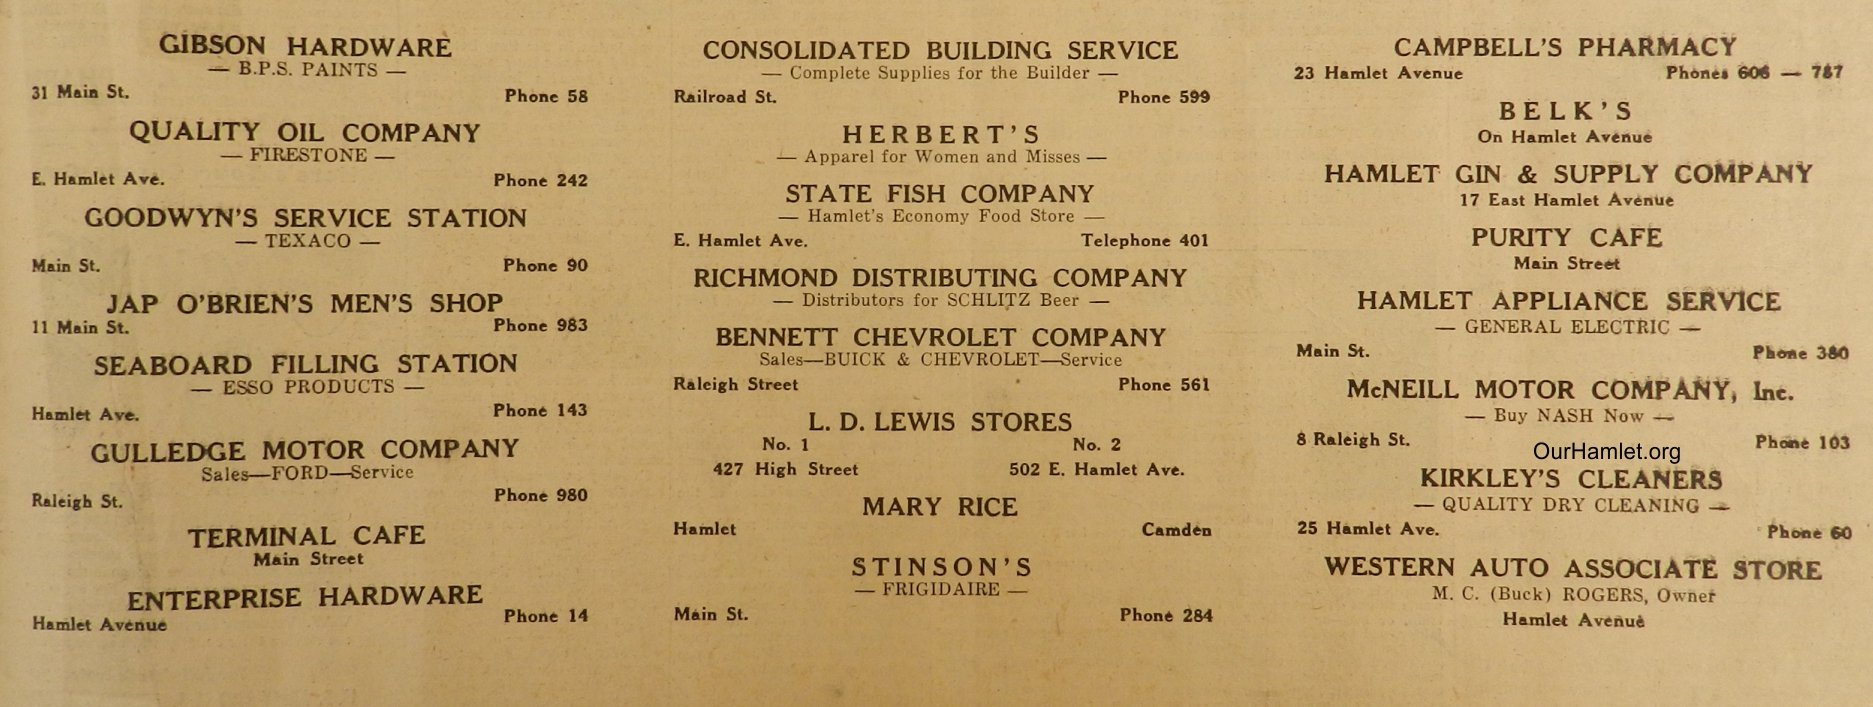 GIBSON HARDWARE
— B.P.S. PAINTS —
31 Main St. Phone 58
QUALITY OIL COMPANY
— FIRESTONE —
E. Hamlet Ave. Phone 242
GOODWYN'S SERVICE STATION
— TEXACO —
Main St. Phone 90
JAP O'BRIEN'S MEN'S SHOP
11 Main St. Phone 983
SEABOARD FILLING STATION
— ESSO PRODUCTS —
Hamlet Ave. Phone 143
GULLEDGE MOTOR COMPANY
Sales—FORD—Service
Raleigh St. Phone 980
TERMINAL CAFE
Main Street
ENTERPRISE HARDWARE
Hamlet Avenue Phone 14
CONSOLIDATED BUILDING SERVICE
— Complete Supplies for the Builder —
Railroad St. Phone 599
HERBERT'S
— Apparel for Women and Misses —
STATE FISH COMPANY
— Hamlet's Economy Food Store —
E. Hamlet Ave. Telephone 401
RICHMOND DISTRIBUTING COMPANY
— Distributors for SCHLITZ Beer —
BENNETT CHEVROLET COMPANY
Sales—BUICK & CHEVROLET—Service
Raleigh Street Phone 561
L. D. LEWIS STORES
No. 1 No. 2
427 High Street 502 E. Hamlet Ave.
MARY RICE
Hamlet Camden
STINSON'S
— FRIGIDAIRE —
Main St. Phone 284
CAMPBELL'S PHARMACY
23 Hamlet Avenue Phones 606 — 787
BELK'S
On Hamlet Avenue
HAMLET GIN & SUPPLY COMPANY
17 East Hamlet Avenue
PURITY CAFE
Main Street
HAMLET APPLIANCE SERVICE
— GENERAL ELECTRIC —
Main St. Phone 380
McNEILL MOTOR COMPANY, Inc.
— Buy NASH Now —
8 Raleigh St. Phone 103
OurHamlet.org
KIRKLEY'S CLEANERS
— QUALITY DRY CLEANING —
25 Hamlet Ave. Phone 60
WESTERN AUTO ASSOCIATE STORE
M. C. (Buck) ROGERS, Owner
Hamlet Avenue